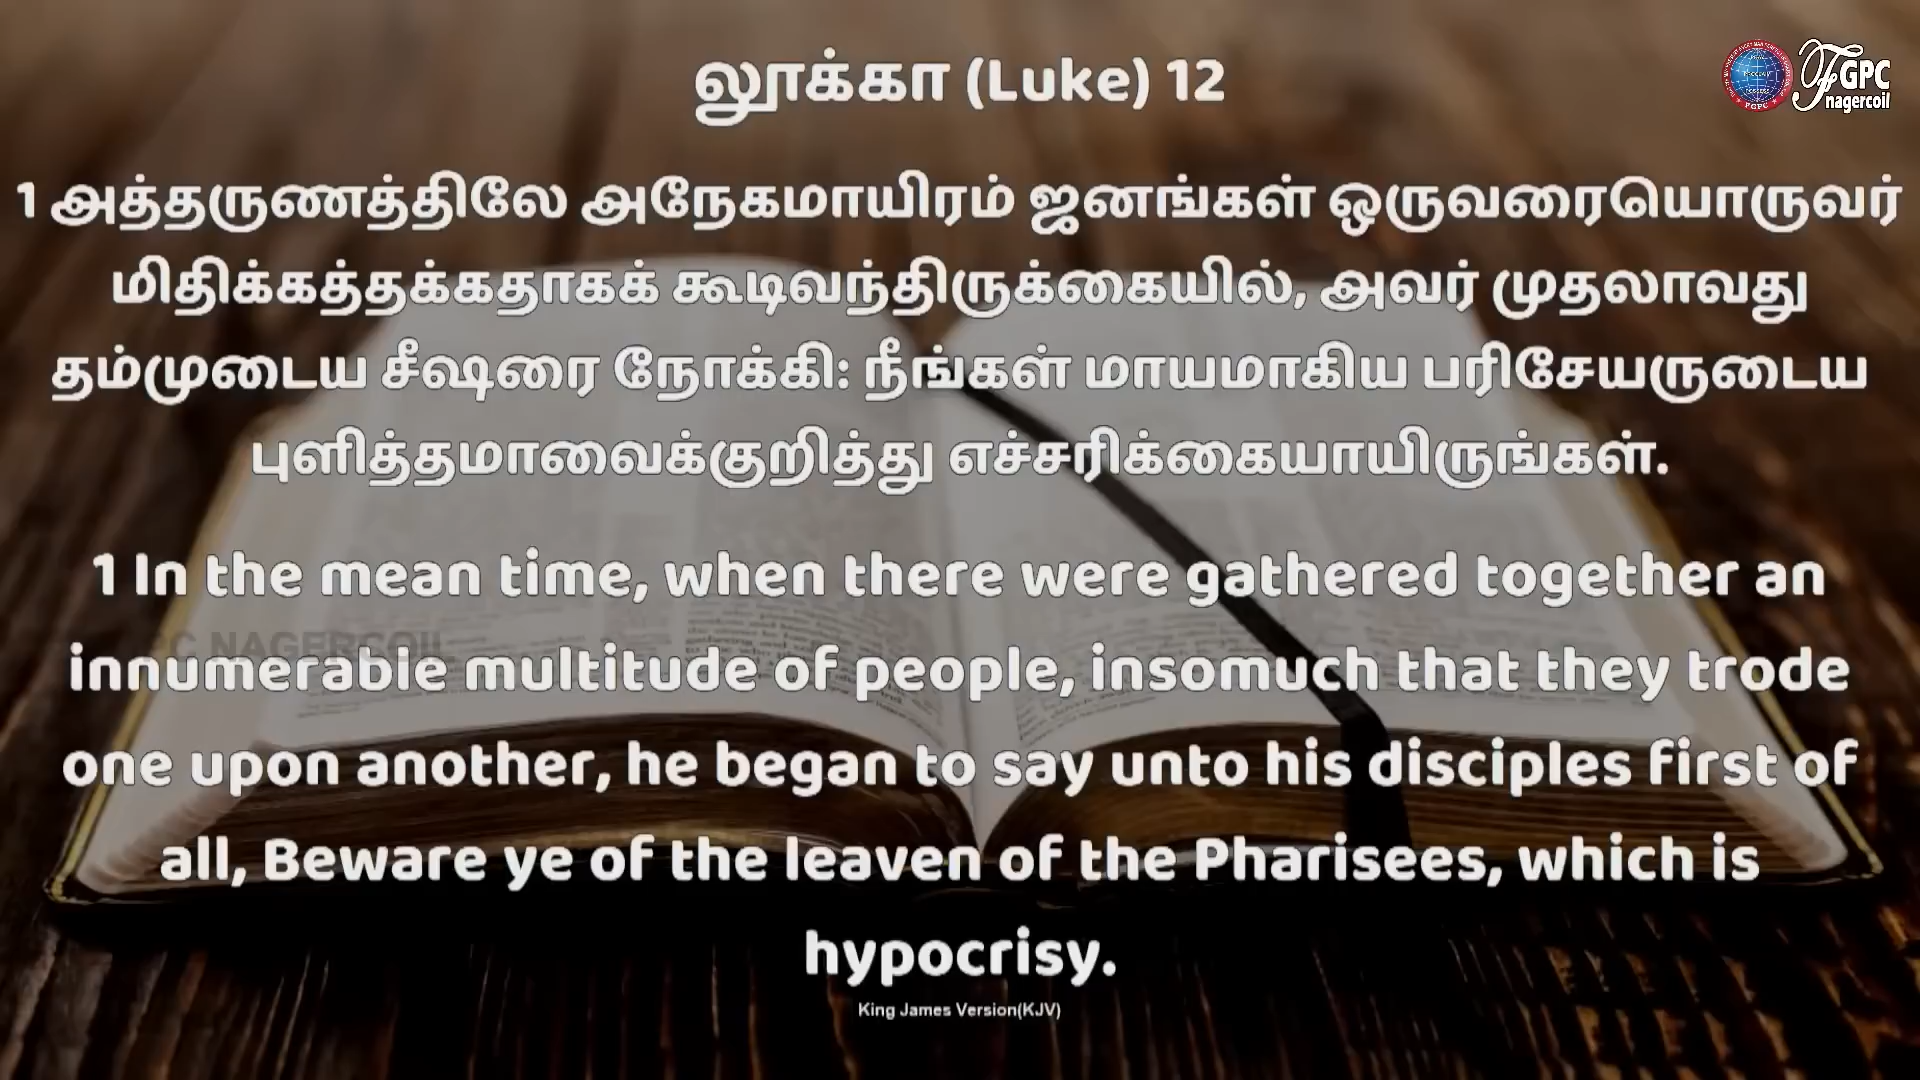 லூக்கா (Luke) 12
FGPC
nagercoil
FGPC
1 அத்தருணத்திலே அநேகமாயிரம் ஜனங்கள் ஒருவரையொருவர்
மிதிக்கத்தக்கதாகக் கூடிவந்திருக்கையில், அவர் முதலாவது
தம்முடைய சீஷரை நோக்கி: நீங்கள் மாயமாகிய பரிசேயருடைய
புளித்தமாவைக்குறித்து எச்சரிக்கையாயிருங்கள்.
1 In the mean time, when there were gathered together an
NAGERCOIL
innumerable multitude of people, insomuch that they trode
one upon another, he began to say unto his disciples first of
all, Beware ye of the leaven of the Pharisees, which is
hypocrisy.
King James Version(KJV)